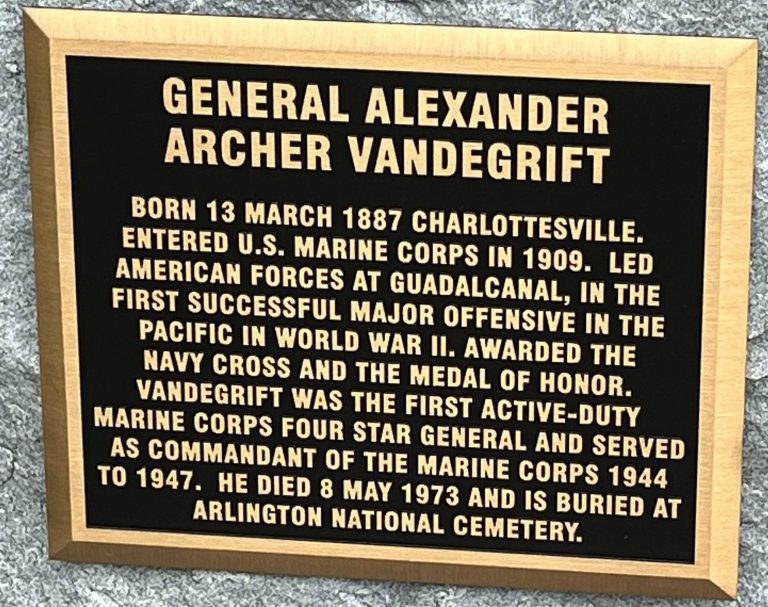 GENERAL ALEXANDER
ARCHER VANDEGRIFT
BORN 13 MARCH 1887 CHARLOTTESVILLE.
ENTERED U.S. MARINE CORPS IN 1909. LED
AMERICAN FORCES AT GUADALCANAL, IN THE
FIRST SUCCESSFUL MAJOR OFFENSIVE IN THE
PACIFIC IN WORLD WAR II. AWARDED THE
NAVY CROSS AND THE MEDAL OF HONOR.
VANDEGRIFT WAS THE FIRST ACTIVE-DUTY
MARINE CORPS FOUR STAR GENERAL AND SERVED
AS COMMANDANT OF THE MARINE CORPS 1944
TO 1947. HE DIED 8 MAY 1973 AND IS BURIED AT
ARLINGTON NATIONAL CEMETERY.